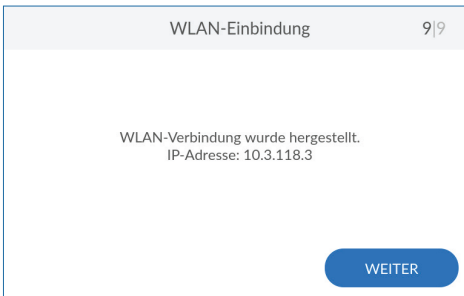 WLAN-Einbindung 9|9
WLAN-Verbindung wurde hergestellt.
IP-Adresse: 10.3.118.3
WEITER